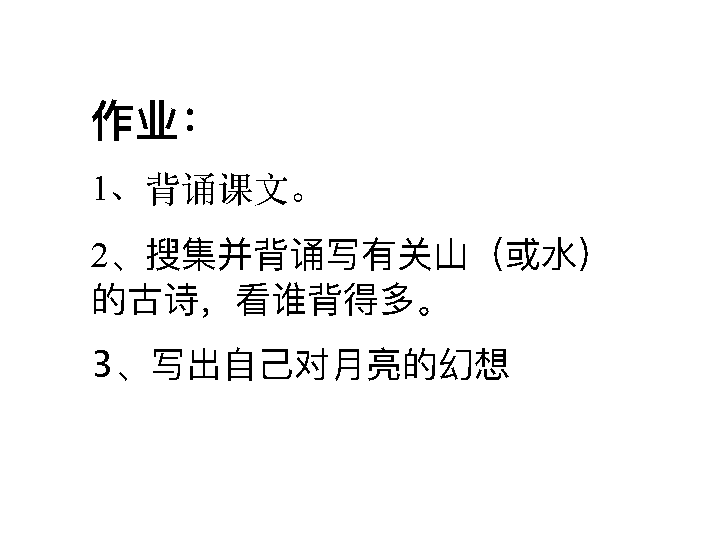 作业：
1、背诵课文。
2、搜集并背诵写有关山（或水）
的古诗，看谁背得多。
3、写出自己对月亮的幻想